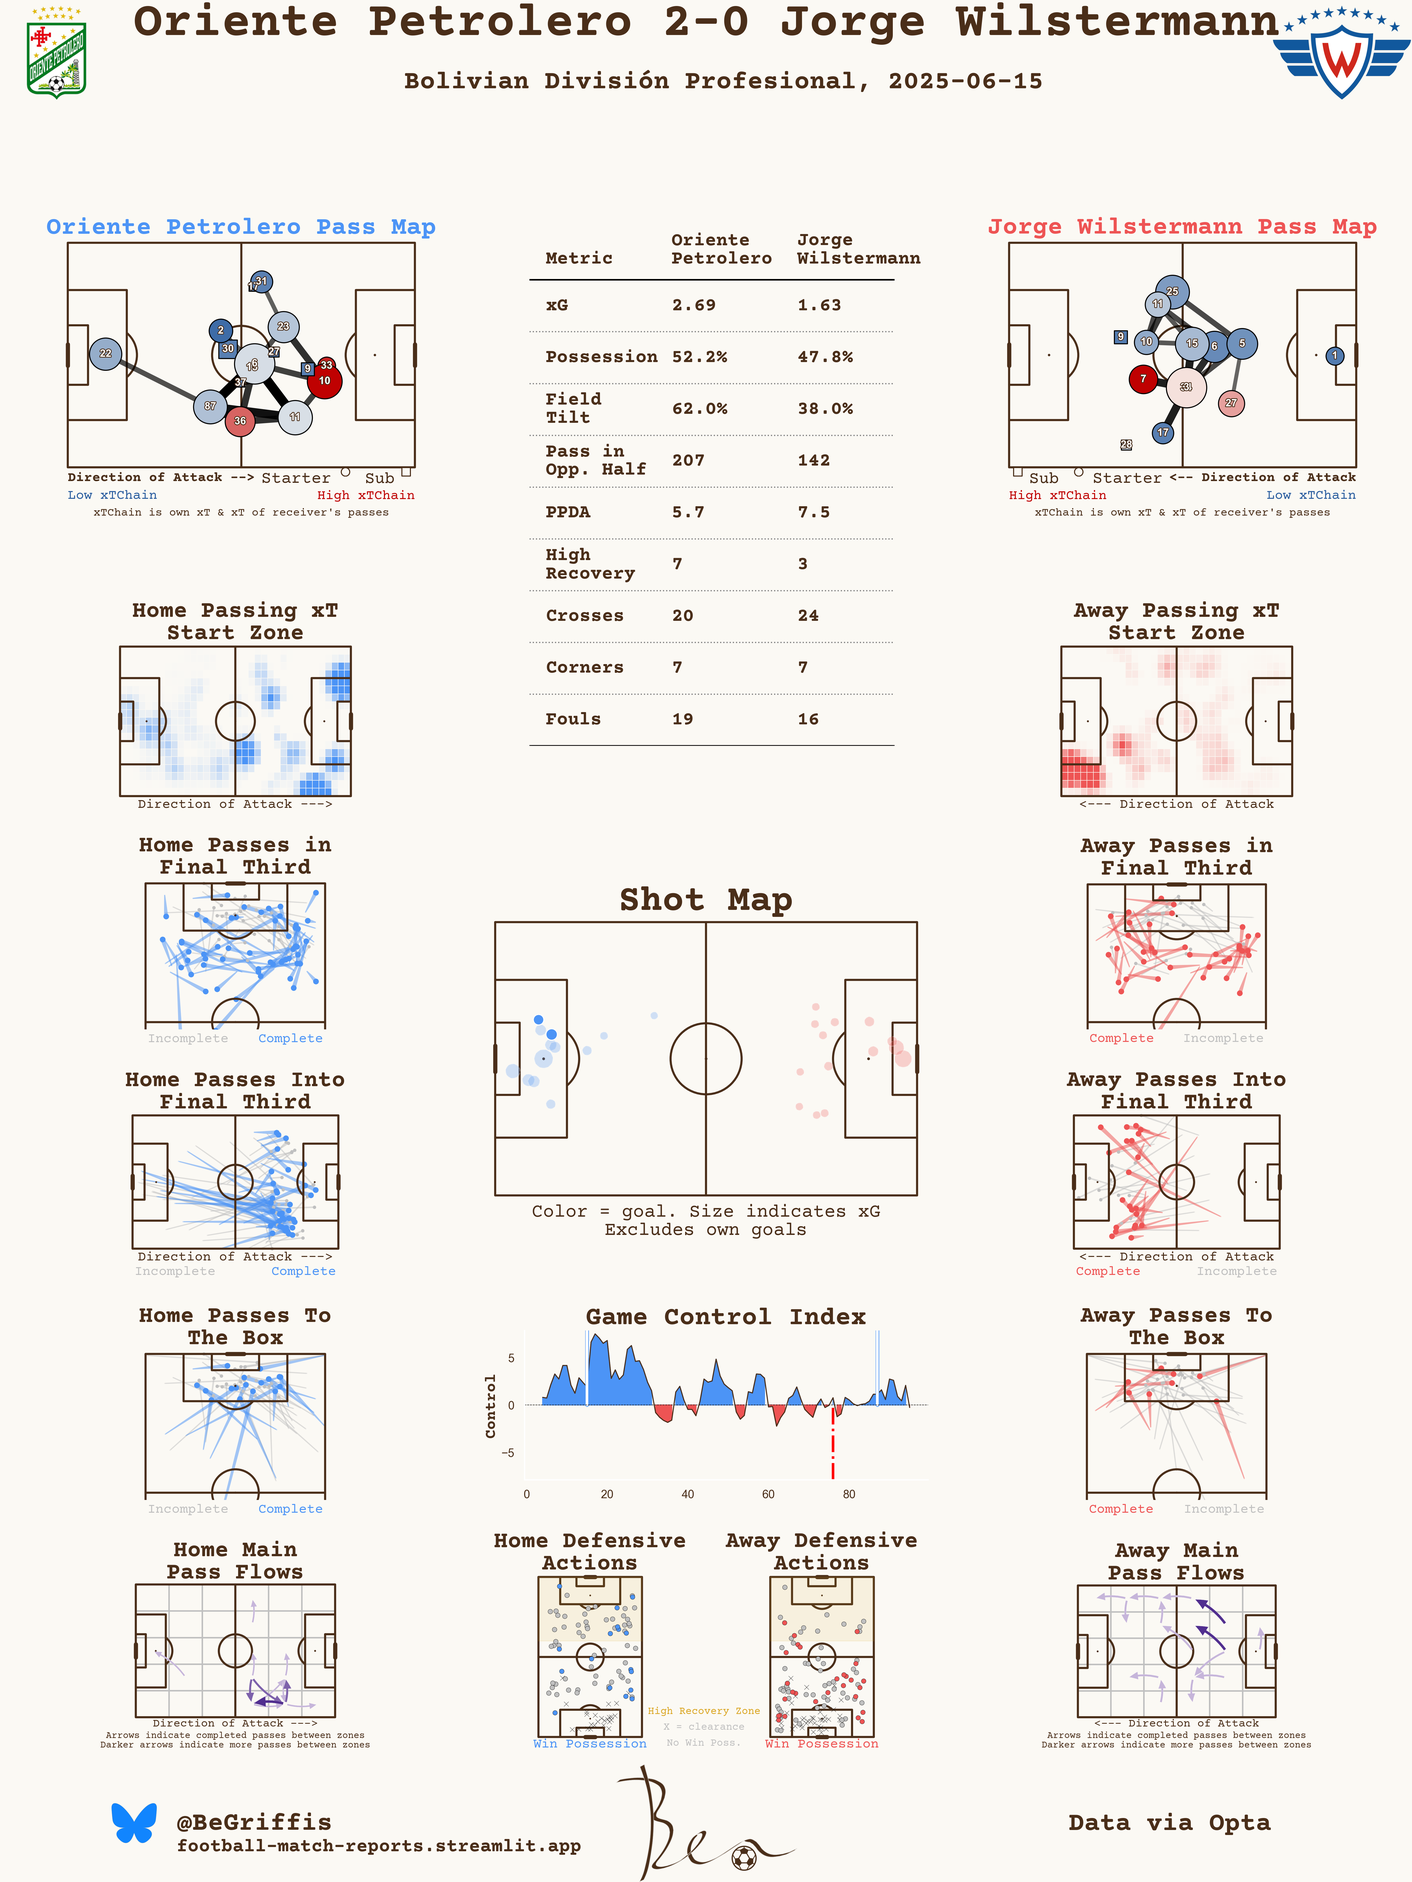 Oriente Petrolero 2-0 Jorge Wilstermann
Bolivian División Profesional, 2025-06-15
ORIENTE PETROLERO
W
Oriente Petrolero Pass Map
31
23
2
30
27
22
9
33
10
37
87
36
11
Direction of Attack --> Starter Sub
Low xTChain High xTChain
xTChain is own xT & xT of receiver's passes
Metric Oriente Petrolero Jorge Wilstermann
xG 2.69 1.63
Possession 52.2% 47.8%
Field Tilt 62.0% 38.0%
Pass in Opp. Half 207 142
PPDA 5.7 7.5
High Recovery 7 3
Crosses 20 24
Corners 7 7
Fouls 19 16
Jorge Wilstermann Pass Map
25
11
9
10
15
6
5
1
7
27
17
28
Sub Starter <-- Direction of Attack
High xTChain Low xTChain
xTChain is own xT & xT of receiver's passes
Home Passing xT
Start Zone
Direction of Attack --->
Away Passing xT
Start Zone
<--- Direction of Attack
Home Passes in
Final Third
Incomplete Complete
Away Passes in
Final Third
Complete Incomplete
Shot Map
Color = goal. Size indicates xG
Excludes own goals
Home Passes Into
Final Third
Direction of Attack --->
Incomplete Complete
Away Passes Into
Final Third
<--- Direction of Attack
Complete Incomplete
Home Passes To
The Box
Incomplete Complete
Game Control Index
Control
5
0
−5
0 20 40 60 80
Away Passes To
The Box
Complete Incomplete
Home Main
Pass Flows
Direction of Attack --->
Arrows indicate completed passes between zones
Darker arrows indicate more passes between zones
Home Defensive
Actions
Win Possession
Away Defensive
Actions
Win Possession
High Recovery Zone
X = clearance
No Win Poss.
Away Main
Pass Flows
<--- Direction of Attack
Arrows indicate completed passes between zones
Darker arrows indicate more passes between zones
@BeGriffis
football-match-reports.streamlit.app
Ben
Data via Opta